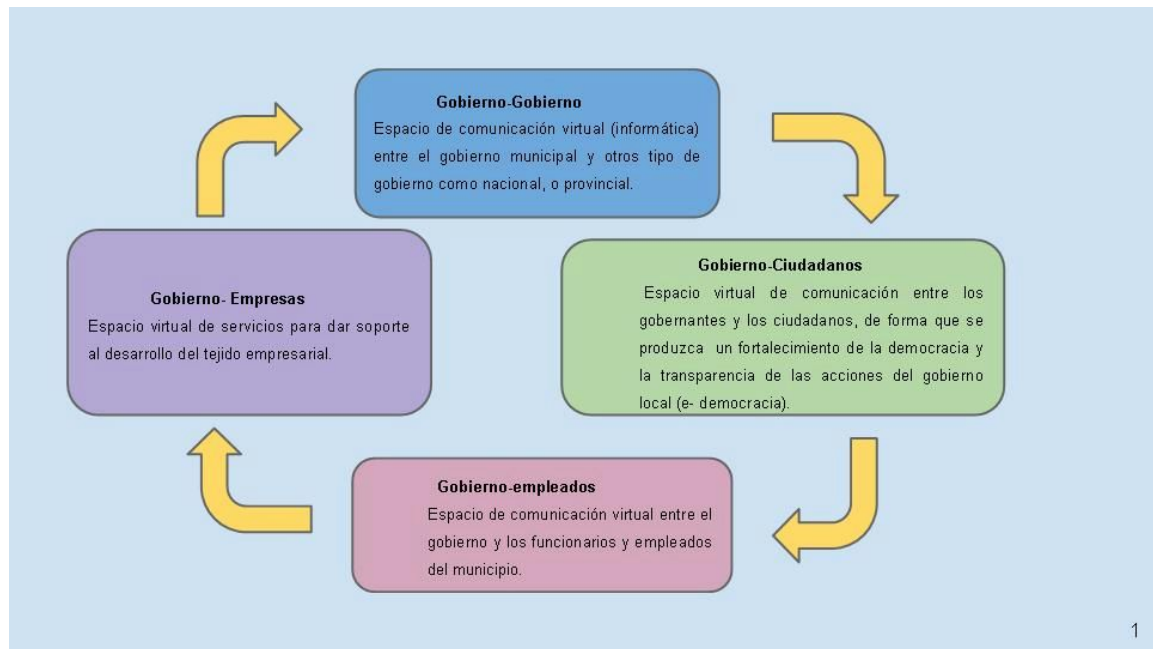 Gobierno-Gobierno
Espacio de comunicación virtual (informática)
entre el gobierno municipal y otros tipo de
gobierno como nacional, o provincial.
Gobierno-Ciudadanos
Espacio virtual de comunicación entre los
gobernantes y los ciudadanos, de forma que se
produzca un fortalecimiento de la democracia y
la transparencia de las acciones del gobierno
local (e- democracia).
Gobierno-empleados
Espacio de comunicación virtual entre el
gobierno y los funcionarios y empleados
del municipio.
Gobierno- Empresas
Espacio virtual de servicios para dar soporte
al desarrollo del tejido empresarial.
1